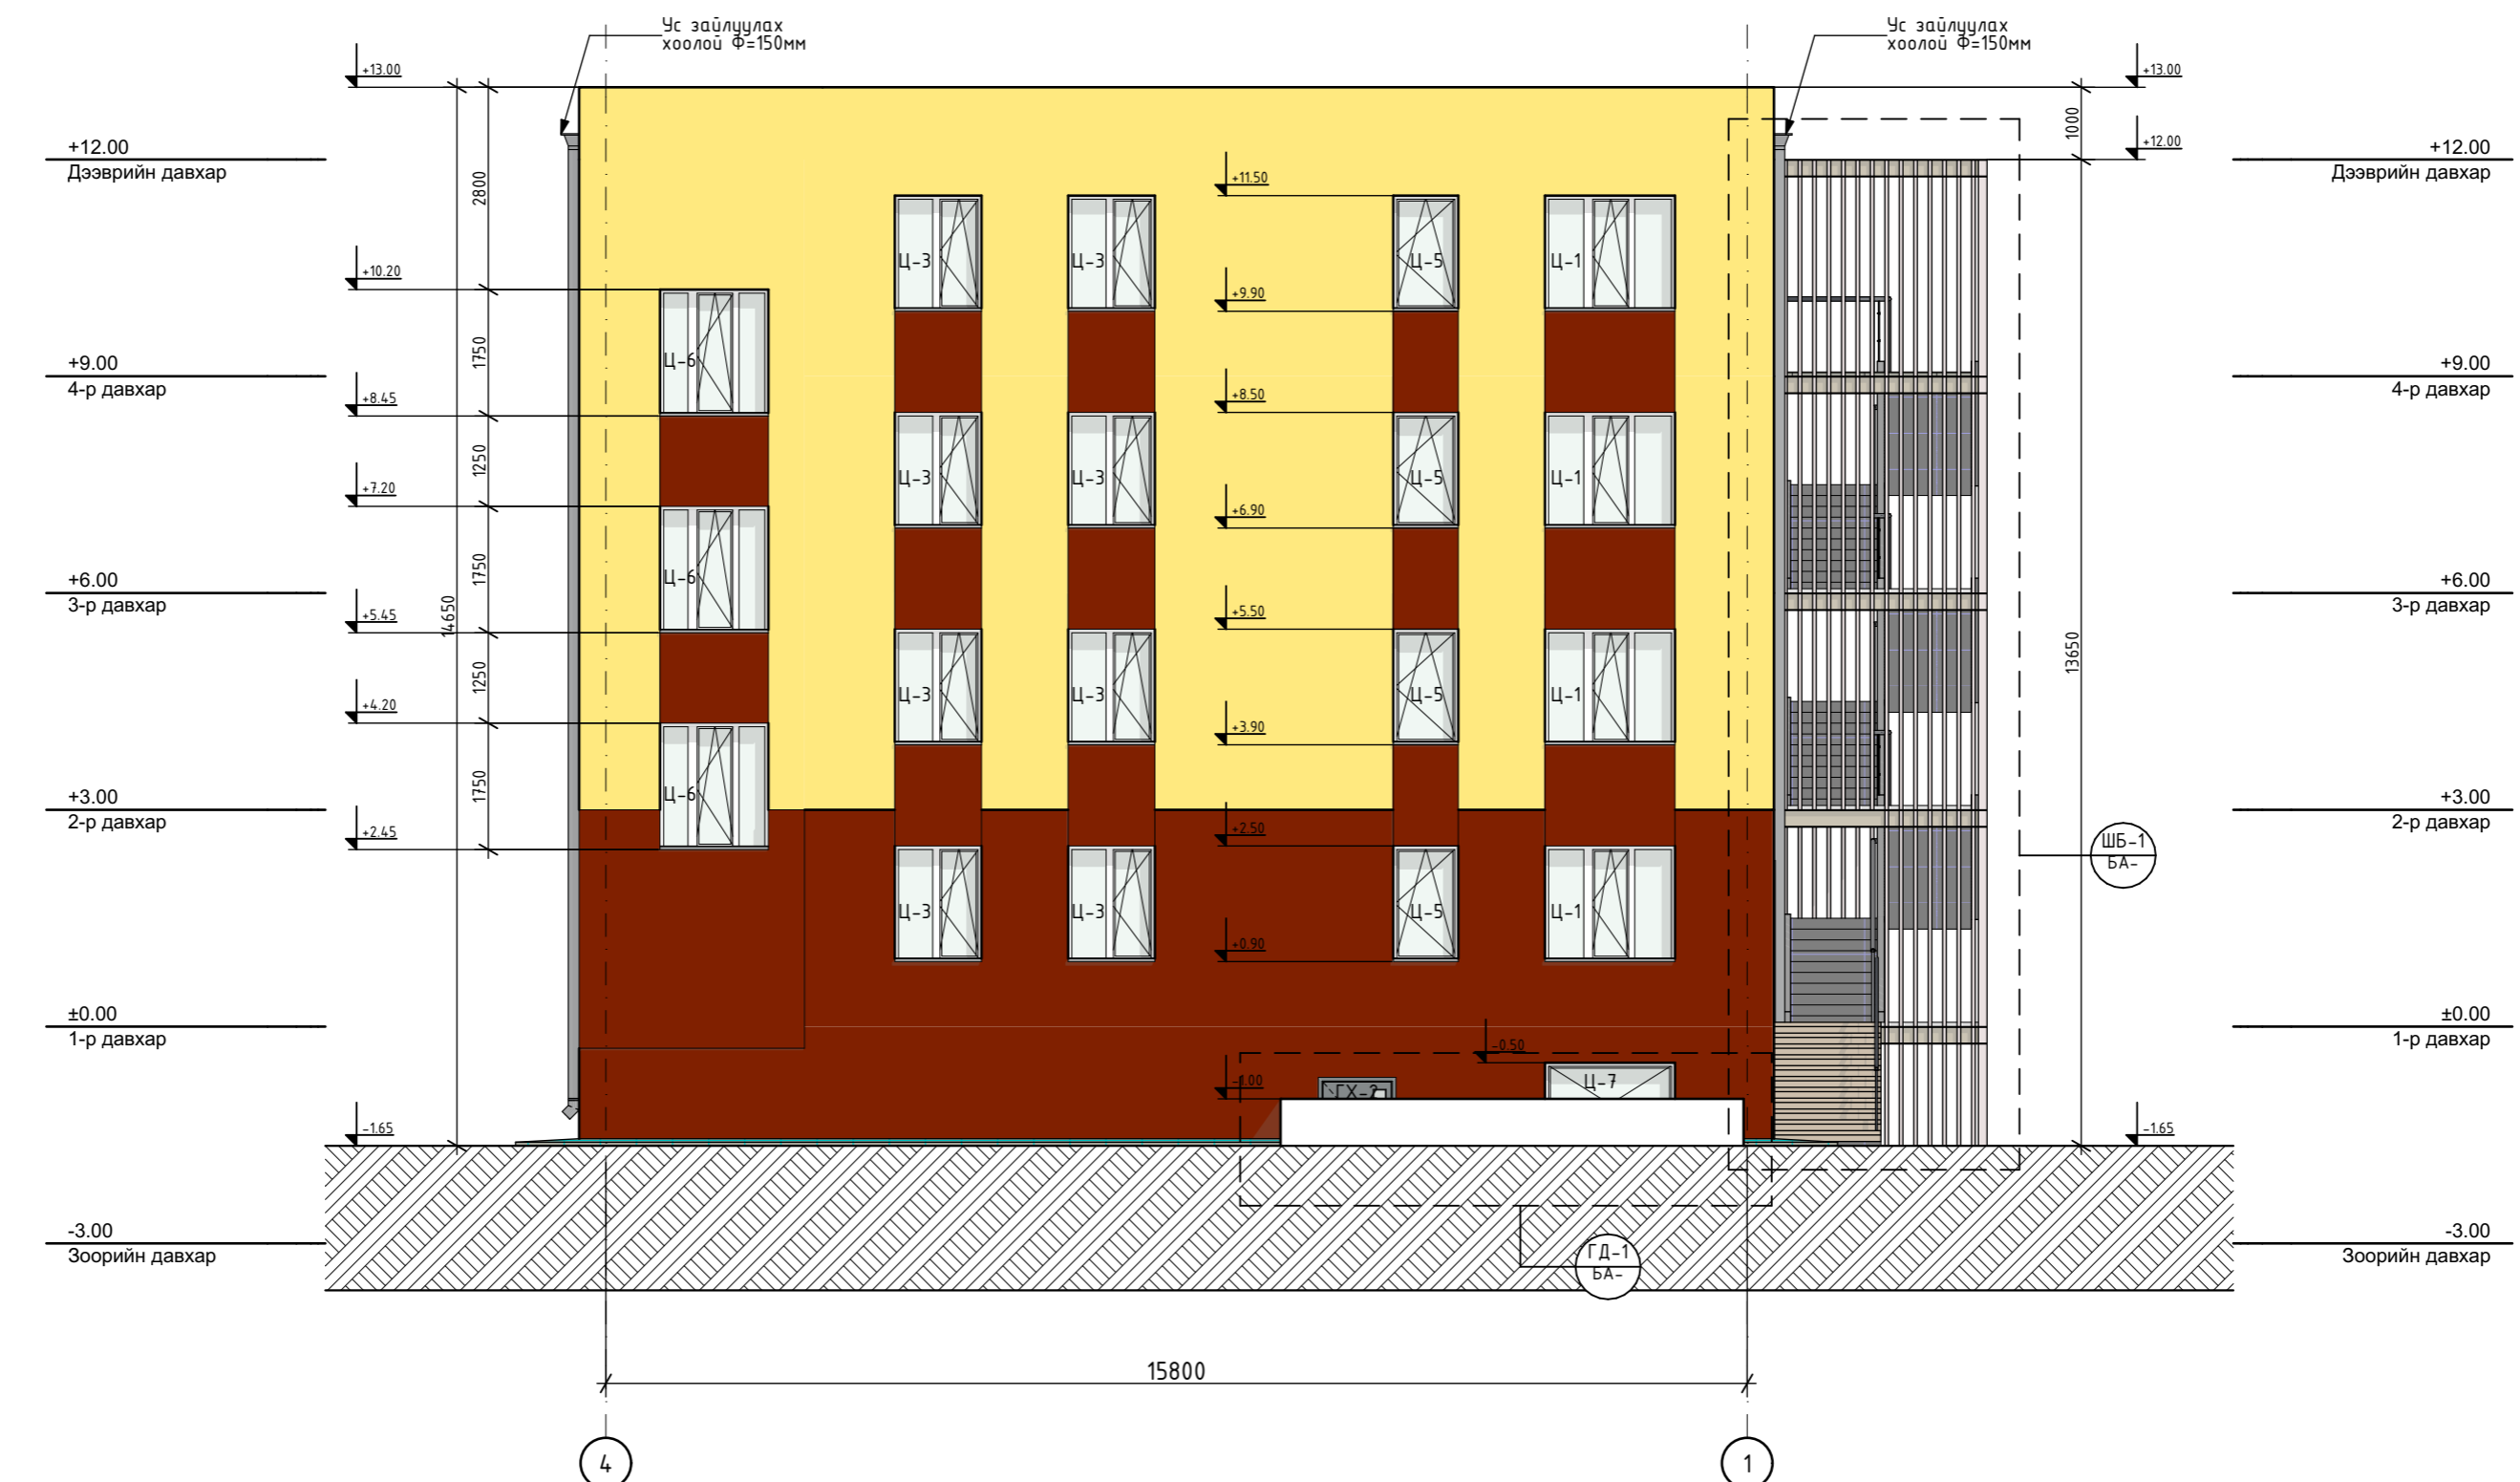 Ус зайлуулах
хоолой Ф=150мм
Ус зайлуулах
хоолой Ф=150мм
+13.00
+13.00
+12.00
Дээврийн давхар
1000
+12.00
+12.00
Дээврийн давхар
2800
+11.50
Ц-3
Ц-3
Ц-5
Ц-1
+10.20
+9.90
1750
Ц-6
+9.00
4-р давхар
+9.00
4-р давхар
+8.45
+8.50
1250
Ц-3
Ц-3
Ц-5
Ц-1
+7.20
+6.90
1750
Ц-6
+6.00
3-р давхар
+6.00
3-р давхар
14650
+5.45
+5.50
13650
1250
Ц-3
Ц-3
Ц-5
Ц-1
+4.20
+3.90
1750
Ц-6
+3.00
2-р давхар
+3.00
2-р давхар
+2.45
+2.50
ШБ-1
БА-
Ц-3
Ц-3
Ц-5
Ц-1
+0.90
±0.00
1-р давхар
±0.00
1-р давхар
-0.50
-1.00
ГХ-2
Ц-7
-1.65
-1.65
-3.00
Зоорийн давхар
-3.00
Зоорийн давхар
ГД-1
БА-
15800
4
1